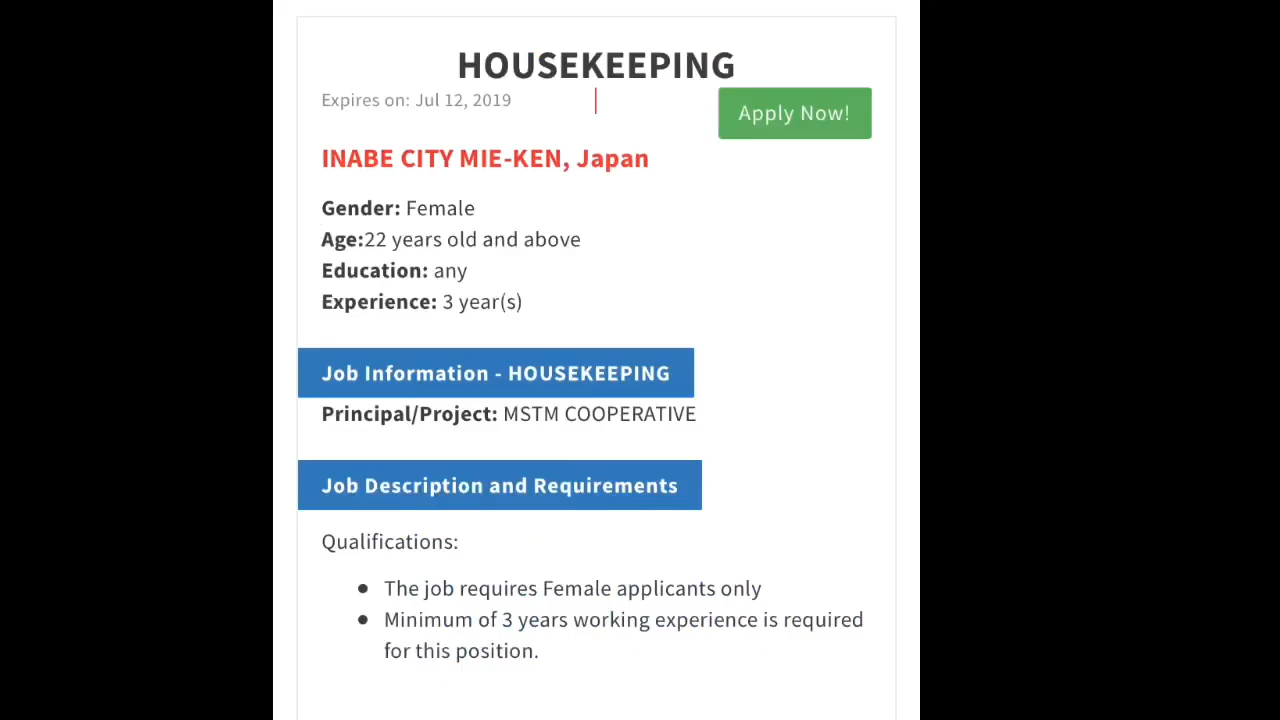 HOUSEKEEPING
Expires on: Jul 12, 2019
Apply Now!
INABE CITY MIE-KEN, Japan
Gender: Female
Age:22 years old and above
Education: any
Experience: 3 year(s)
Job Information - HOUSEKEEPING
Principal/Project: MSTM COOPERATIVE
Job Description and Requirements
Qualifications:
● The job requires Female applicants only
● Minimum of 3 years working experience is required
for this position.